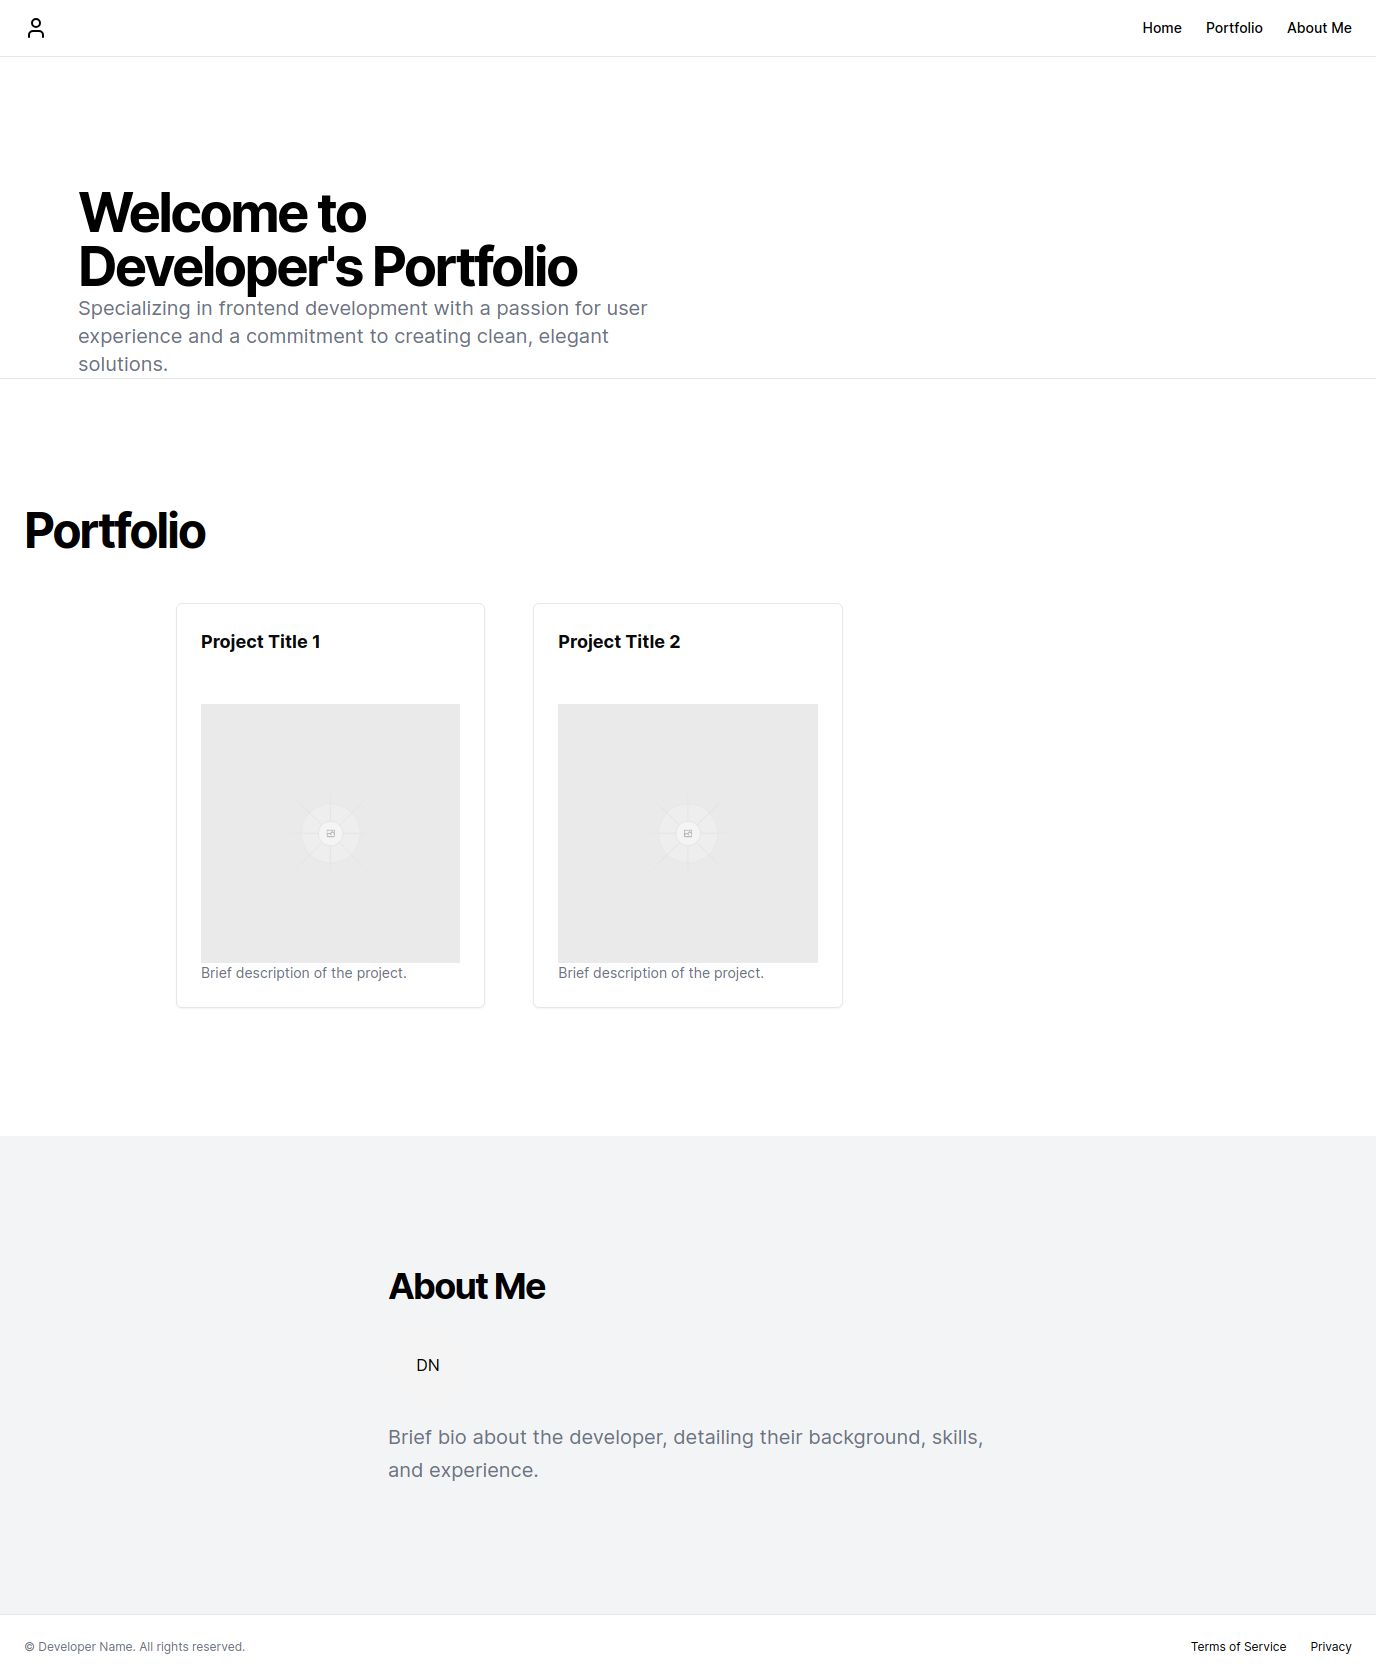 Home Portfolio About Me
Welcome to
Developer's Portfolio
Specializing in frontend development with a passion for user
experience and a commitment to creating clean, elegant
solutions.
Portfolio
Project Title 1
Brief description of the project.
Project Title 2
Brief description of the project.
About Me
DN
Brief bio about the developer, detailing their background, skills,
and experience.
© Developer Name. All rights reserved.
Terms of Service Privacy